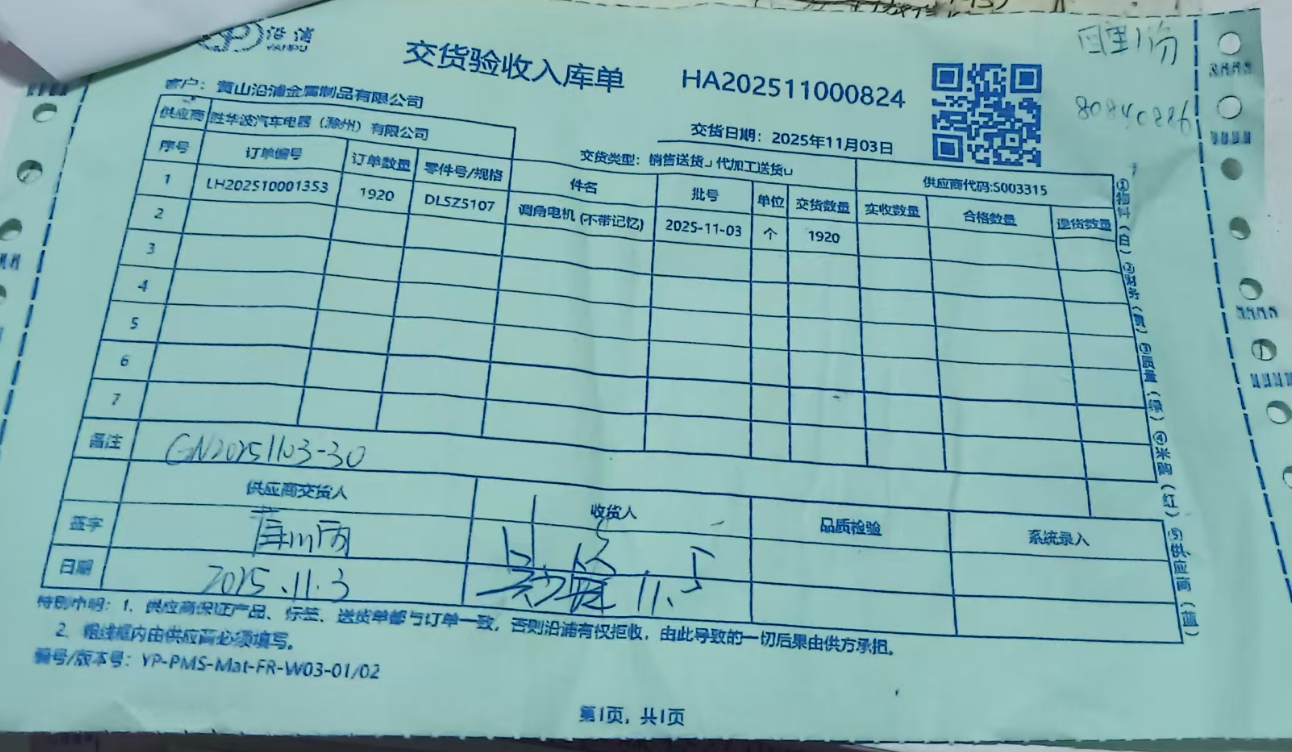 沿浦
YANPU
交货验收入库单
HA202511000824
回单1份
80840886
客户：黄山沿浦金属制品有限公司
交货日期：2025年11月03日
供应商 胜华波汽车电器（滁州）有限公司
交货类型：销售送货 代加工送货
供应商代码:S003315
序号 订单编号 订单数量 零件号/规格 件名 批号 单位 交货数量 实收数量 合格数量 退货数量
1 LH202510001353 1920 DLSZ5107 调角电机 (不带记忆) 2025-11-03 个 1920
2
3
4
5
6
7
备注 GN20251103-30
供应商交货人 收货人 品质检验 系统录入
签字
日期 2025.11.3 11.5
特别申明：1、供应商保证产品、标签、送货单都与订单一致，否则沿浦有权拒收，由此导致的一切后果由供方承担。
2、粗线框内由供应商必须填写。
编号/版本号：YP-PMS-Mat-FR-W03-01/02
第1页，共1页
①物料（白）②财务（黄）③质量（绿）④采购（红）⑤供应商（蓝）